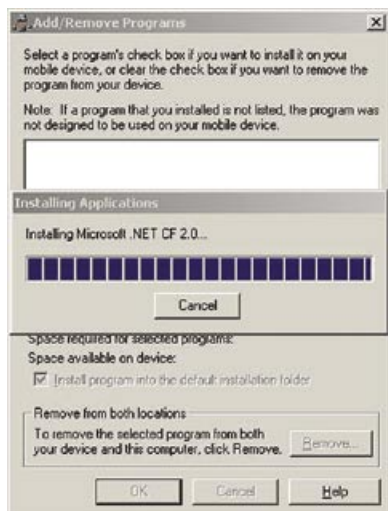 Add/Remove Programs
Select a program's check box if you want to install it on your
mobile device, or clear the check box if you want to remove the
program from your device.
Note: If a program that you installed is not listed, the program was
not designed to be used on your mobile device.
Installing Applications
Installing Microsoft .NET CF 2.0...
Cancel
Space required for selected programs:
Space available on device:
Install program into the default installation folder
Remove from both locations
To remove the selected program from both
your device and this computer, click Remove.
Remove...
OK
Cancel
Help